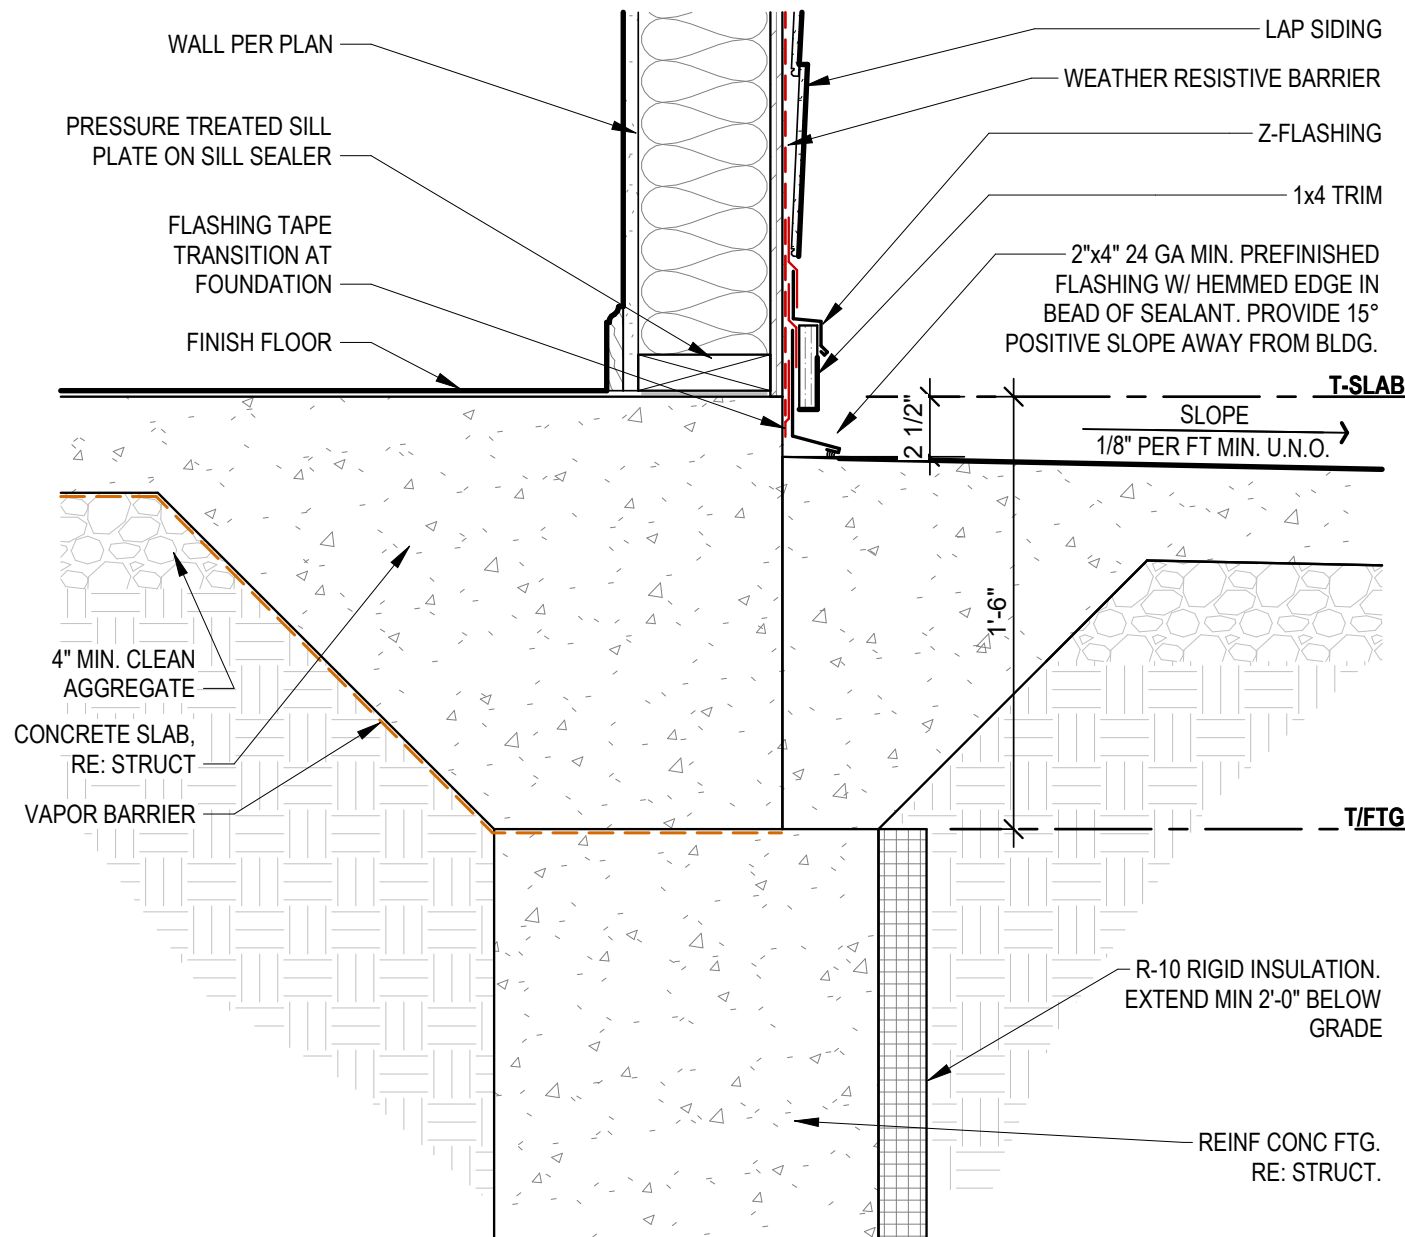 WALL PER PLAN
PRESSURE TREATED SILL
PLATE ON SILL SEALER
FLASHING TAPE
TRANSITION AT
FOUNDATION
FINISH FLOOR
4" MIN. CLEAN
AGGREGATE
CONCRETE SLAB,
RE: STRUCT
VAPOR BARRIER
LAP SIDING
WEATHER RESISTIVE BARRIER
Z-FLASHING
1x4 TRIM
2"x4" 24 GA MIN. PREFINISHED
FLASHING W/ HEMMED EDGE IN
BEAD OF SEALANT. PROVIDE 15°
POSITIVE SLOPE AWAY FROM BLDG.
T-SLAB
2 1/2"
SLOPE
1/8" PER FT MIN. U.N.O.
1'-6"
T/FTG
R-10 RIGID INSULATION.
EXTEND MIN 2'-0" BELOW
GRADE
REINF CONC FTG.
RE: STRUCT.